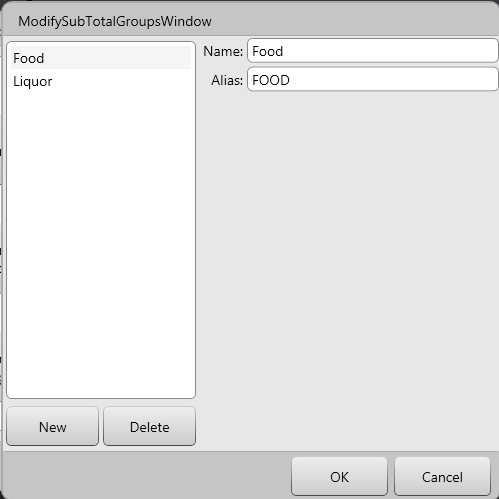 ModifySubTotalGroupsWindow
Food
Liquor
Name: Food
Alias: FOOD
New
Delete
OK
Cancel